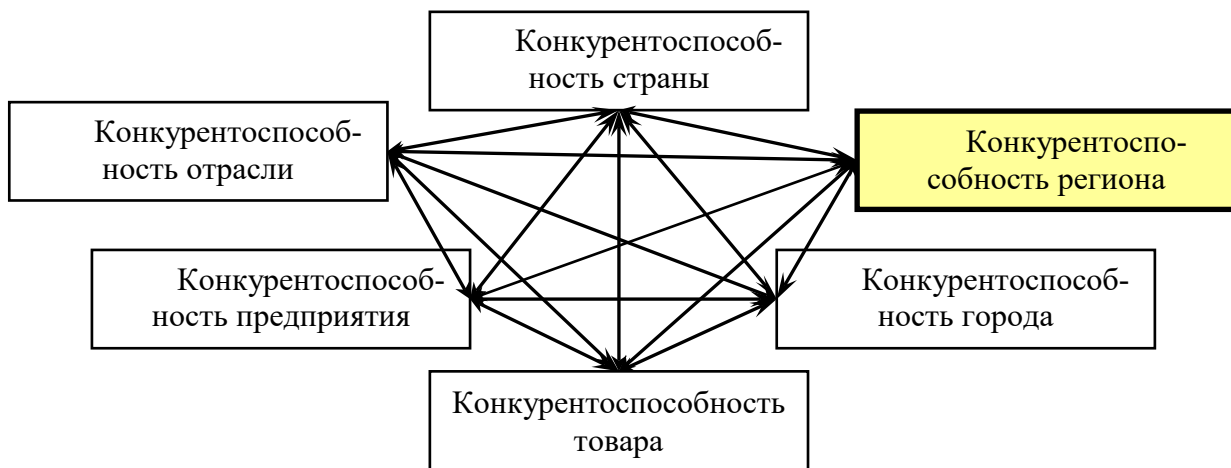 Конкурентоспособ-
ность страны
Конкурентоспособ-
ность отрасли
Конкурентоспо-
собность региона
Конкурентоспособ-
ность предприятия
Конкурентоспособ-
ность города
Конкурентоспособность
товара